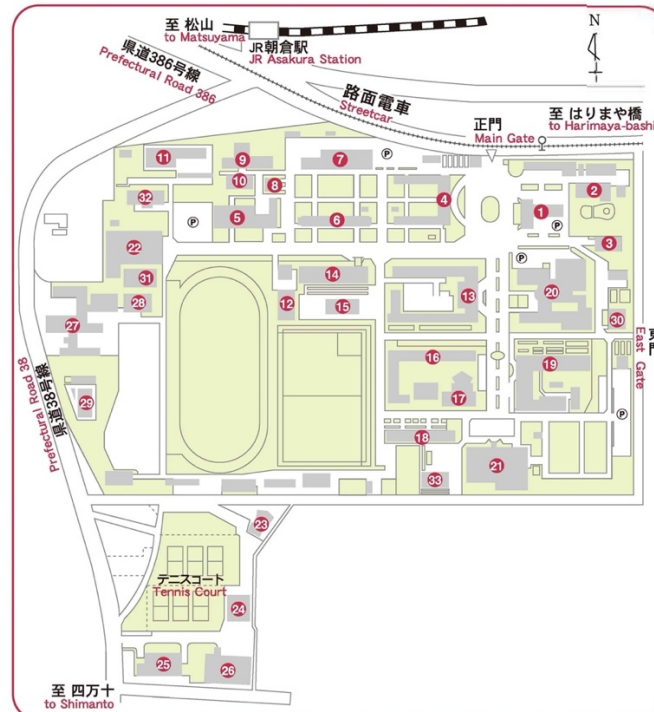 至 松山
to Matsuyama
JR朝倉駅
JR Asakura Station
N
県道386号線
Prefectural Road 386
路面電車
Streetcar
正門
Main Gate
至 はりまや橋
to Harimaya-bashi
11
9
7
P
10
8
32
2
4
1
5
6
P
P
3
22
P
31
14
20
28
12
15
13
30
27
東門
East Gate
16
19
29
17
県道38号線
Prefectural Road 38
P
18
21
33
23
テニスコート
Tennis Court
24
25
26
至 四万十
to Shimanto